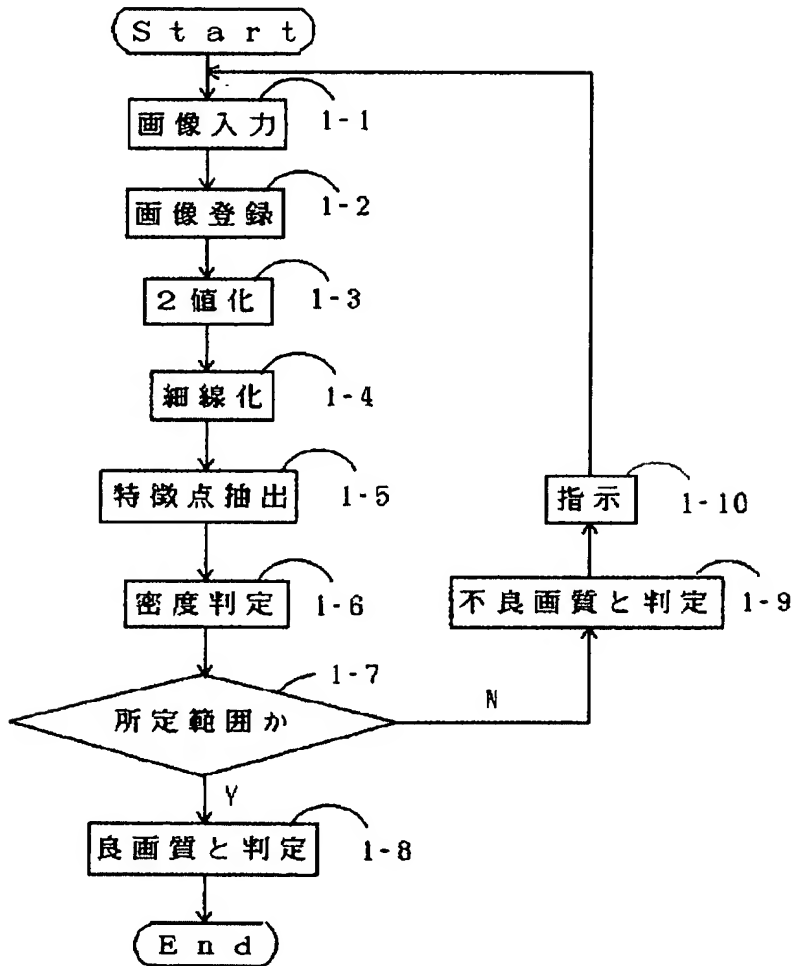 Start
画像入力 1-1
画像登録 1-2
2値化 1-3
細線化 1-4
特徴点抽出 1-5
指示 1-10
密度判定 1-6
不良画質と判定 1-9
1-7
所定範囲か
N
Y
良画質と判定 1-8
End